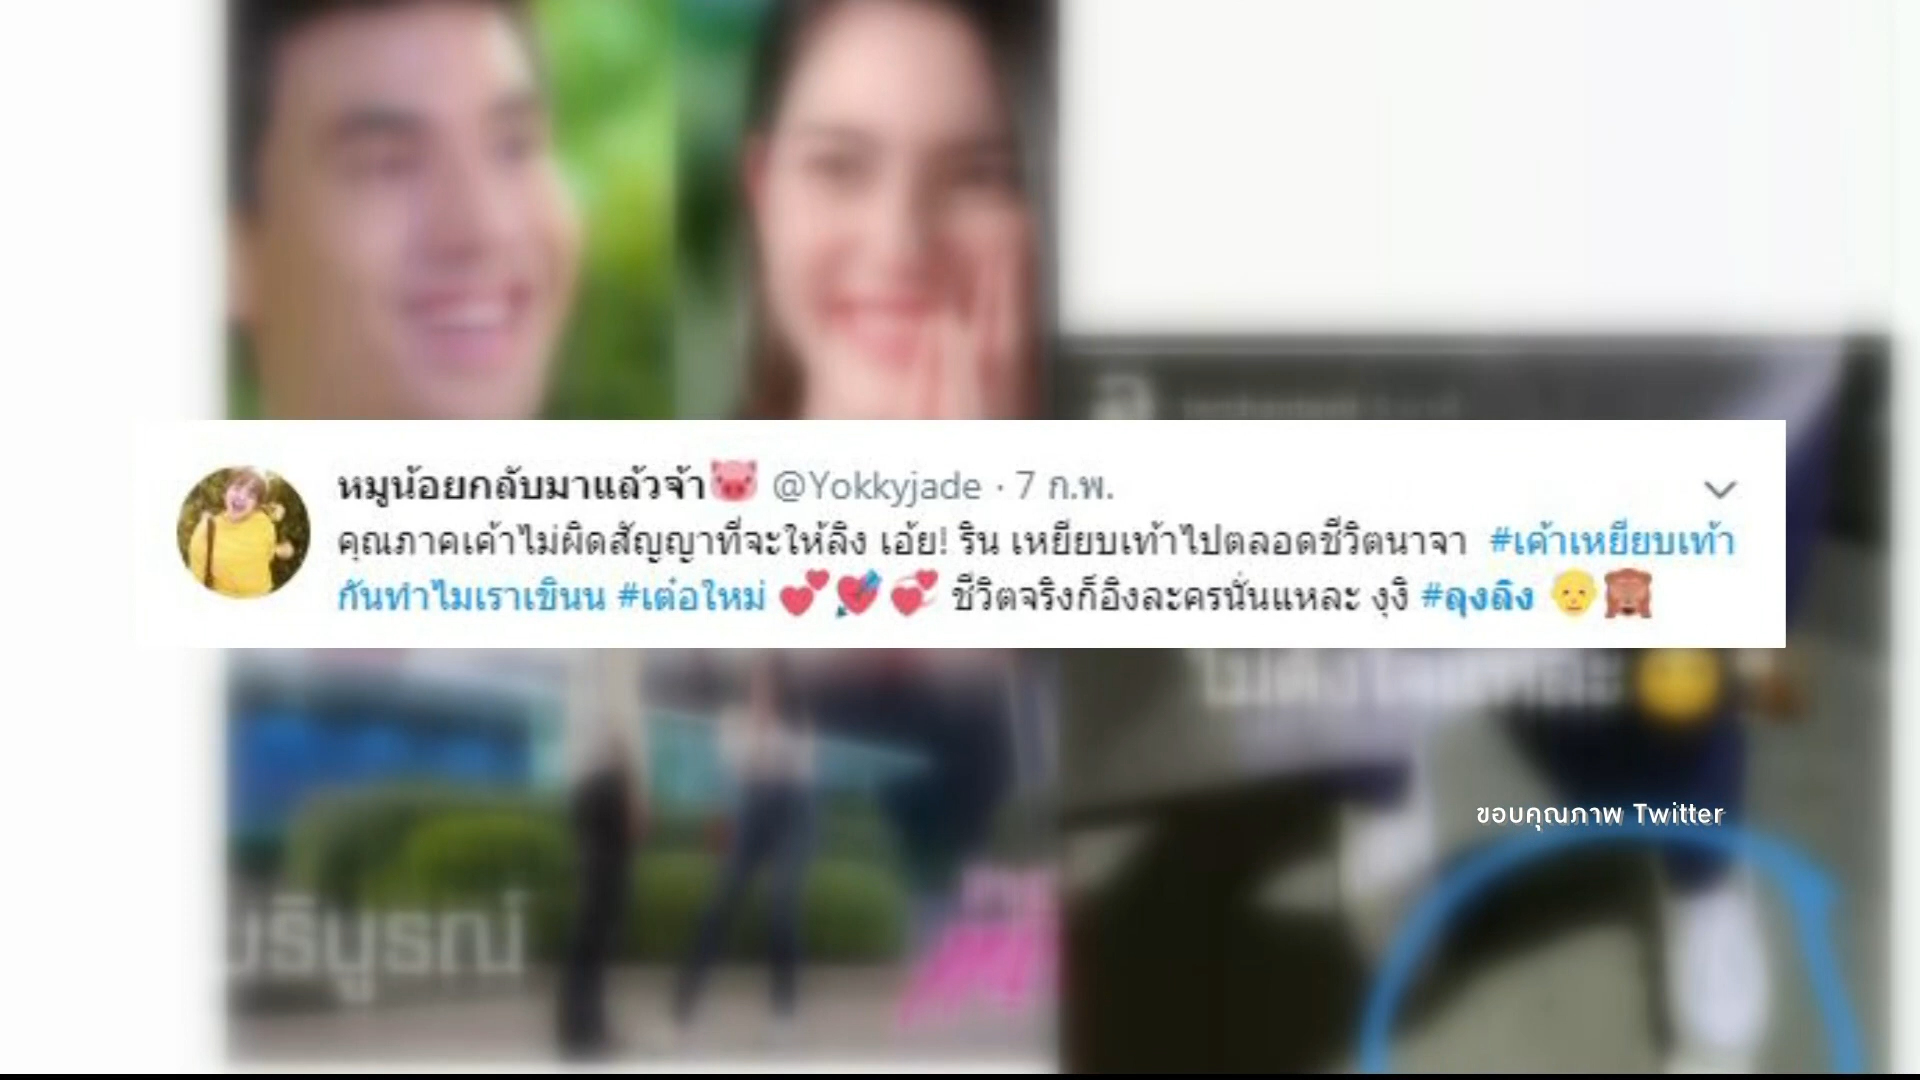 หมูน้อยกลับมาแล้วจ้า🐷 @Yokkyjade · 7 ก.พ.
คุณภาคเค้าไม่ผิดสัญญาที่จะให้ลิง เอ้ย! ริน เหยียบเท้าไปตลอดชีวิตนาจา #เค้าเหยียบเท้า
กันทำไมเราเขินน #เต๋อใหม่ 💕💘💞 ชีวิตจริงก็อิงละครนั่นแหละ งุงิ #ลุงลิง 👴🙈
ขอบคุณภาพ Twitter
บริบูรณ์